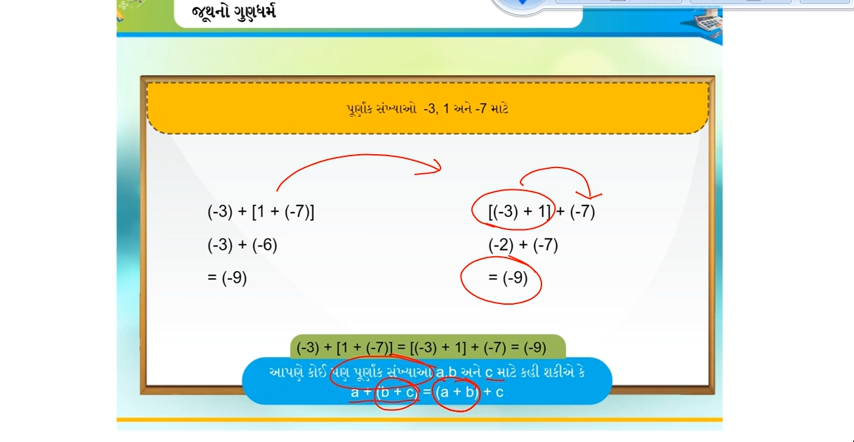 જૂથનો ગુણધર્મ
પૂર્ણાંક સંખ્યાઓ -3, 1 અને -7 માટે
(-3) + [1 + (-7)]
(-3) + (-6)
= (-9)
[(-3) + 1] + (-7)
(-2) + (-7)
= (-9)
(-3) + [1 + (-7)] = [(-3) + 1] + (-7) = (-9)
આપણે કોઈ પણ પૂર્ણાંક સંખ્યાઓ a,b અને c માટે કહી શકીએ કે
a + (b + c) = (a + b) + c